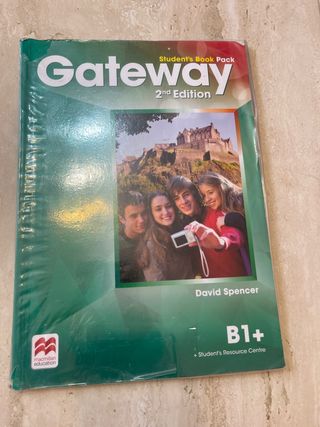 Student's Book Pack
Gateway
2nd Edition
David Spencer
B1+
+ Student's Resource Centre
macmillan
education